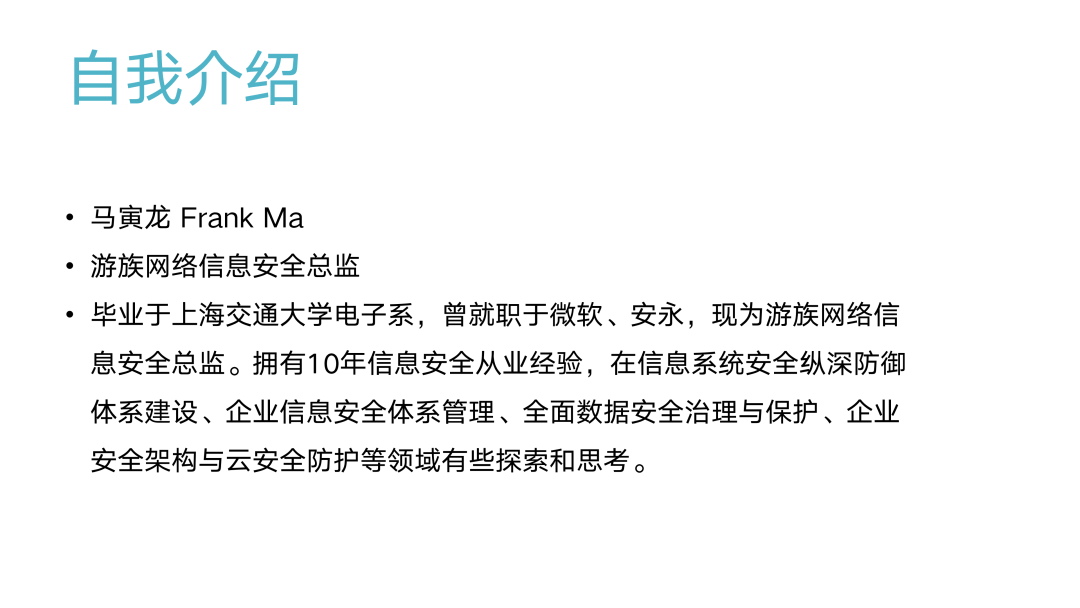 自我介绍
• 马寅龙 Frank Ma
• 游族网络信息安全总监
• 毕业于上海交通大学电子系，曾就职于微软、安永，现为游族网络信
息安全总监。拥有10年信息安全从业经验，在信息系统安全纵深防御
体系建设、企业信息安全体系管理、全面数据安全治理与保护、企业
安全架构与云安全防护等领域有些探索和思考。